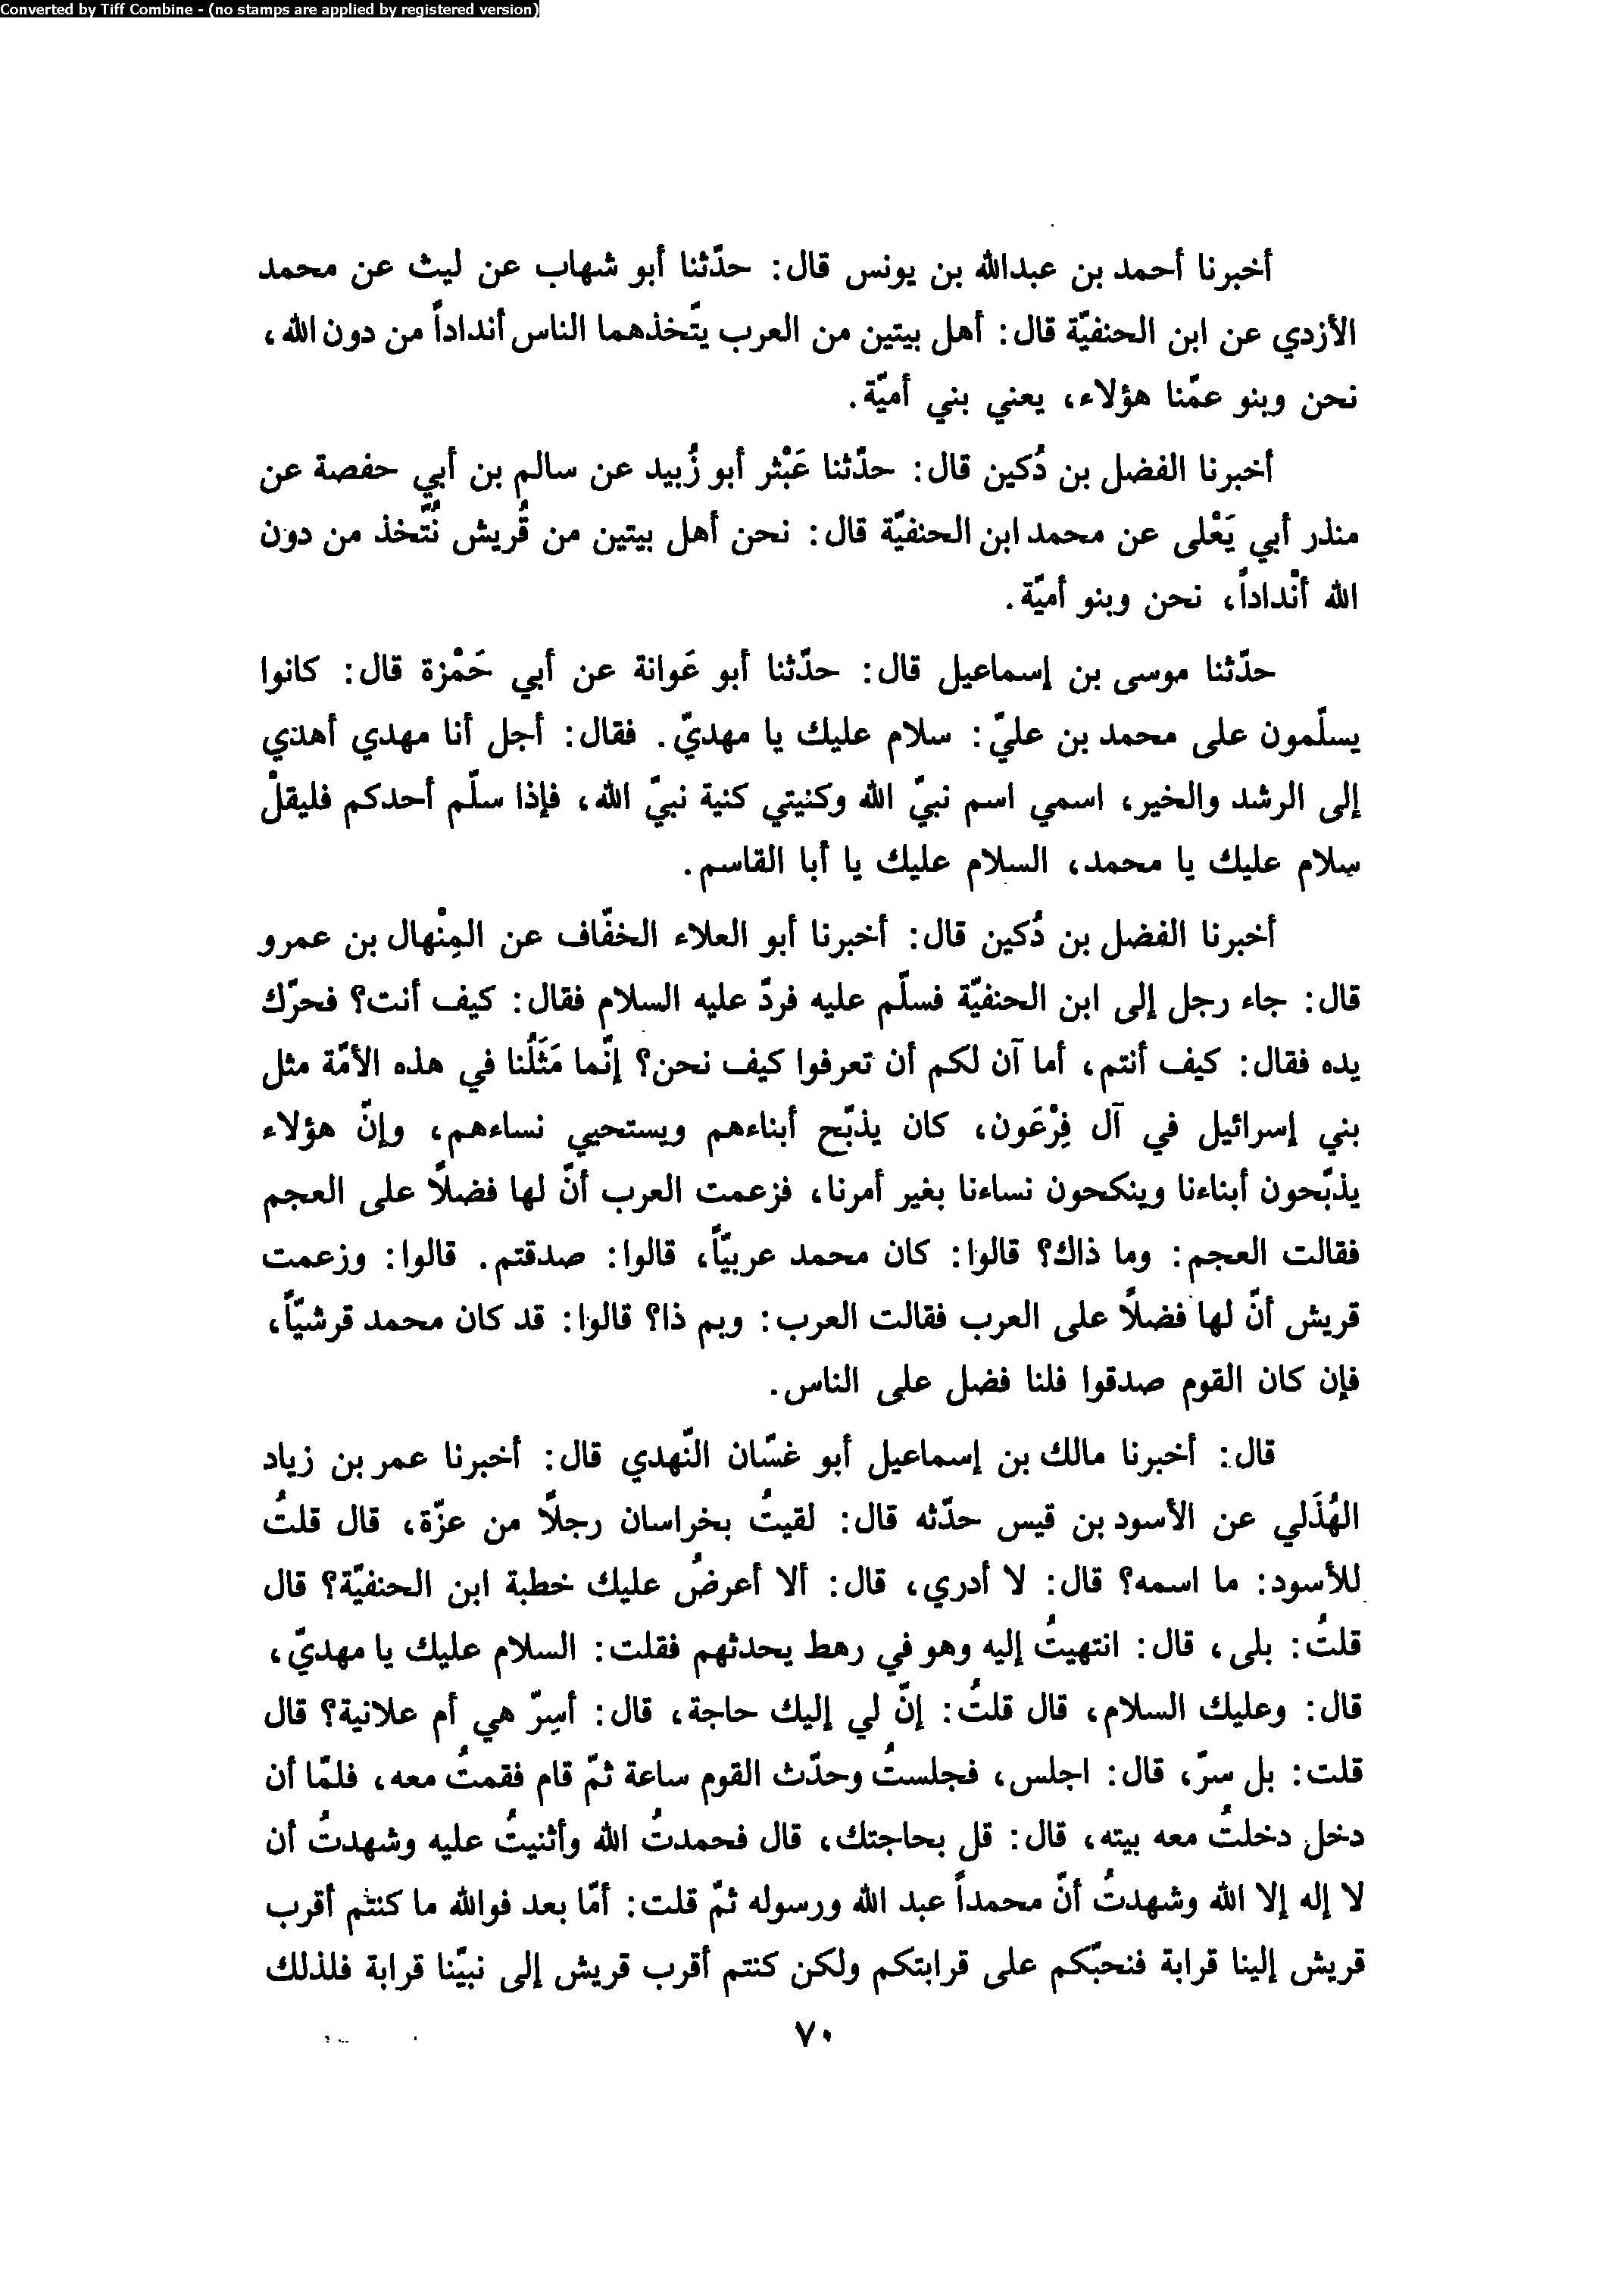 Converted by Tiff Combine - (no stamps are applied by registered version)
أخبرنا أحمد بن عبدالله بن يونس قال: حدّثنا أبو شهاب عن ليث عن محمد
الأزدي عن ابن الحنفيّة قال: أهل بيتين من العرب يتّخذهما الناس أنداداً من دون الله،
نحن وبنو عمّنا هؤلاء، يعني بني أميّة.
أخبرنا الفضل بن دُكين قال: حدّثنا عَبْثر أبو زُبيد عن سالم بن أبي حفصة عن
منذر أبي يَعْلى عن محمد ابن الحنفيّة قال: نحن أهل بيتين من قُريش نُتّخذ من دون
الله أنْداداً، نحن وبنو أميّة.
حدّثنا موسى بن إسماعيل قال: حدّثنا أبو عَوانة عن أبي حَمْزة قال: كانوا
يسلّمون على محمد بن عليّ: سلام عليك يا مهديّ. فقال: أجل أنا مهدي أهدي
إلى الرشد والخير، اسمي اسم نبيّ الله وكنيتي كنية نبيّ الله، فإذا سلّم أحدكم فليقلْ
سلام عليك يا محمد، السلام عليك يا أبا القاسم.
أخبرنا الفضل بن دُكين قال: أخبرنا أبو العلاء الخفّاف عن المِنْهال بن عمرو
قال: جاء رجل إلى ابن الحنفيّة فسلّم عليه فردّ عليه السلام فقال: كيف أنت؟ فحرّك
يده فقال: كيف أنتم، أما آن لكم أن تعرفوا كيف نحن؟ إنّما مَثَلُنا في هذه الأمّة مثل
بني إسرائيل في آل فِرْعَون، كان يذبّح أبناءهم ويستحيي نساءهم، وإنّ هؤلاء
يذبّحون أبناءنا وينكحون نساءنا بغير أمرنا، فزعمت العرب أنّ لها فضلًا على العجم
فقالت العجم: وما ذاك؟ قالوا: كان محمد عربيّاً، قالوا: صدقتم. قالوا: وزعمت
قريش أنّ لها فضلًا على العرب فقالت العرب: وبم ذا؟ قالوا: قد كان محمد قرشيّاً،
فإن كان القوم صدقوا فلنا فضل على الناس.
قال: أخبرنا مالك بن إسماعيل أبو غسّان النّهدي قال: أخبرنا عمر بن زياد
الهُذَلي عن الأسود بن قيس حدّثه قال: لقيتُ بخراسان رجلًا من عزّة، قال قلتُ
للأسود: ما اسمه؟ قال: لا أدري، قال: ألا أعرضُ عليك خطبة ابن الحنفيّة؟ قال
قلتُ: بلى، قال: انتهيتُ إليه وهو في رهط يحدثهم فقلت: السلام عليك يا مهديّ،
قال: وعليك السلام، قال قلتُ: إنّ لي إليك حاجة، قال: أسِرّ هي أم علانية؟ قال
قلت: بل سرّ، قال: اجلس، فجلستُ وحدّث القوم ساعة ثمّ قام فقمتُ معه، فلمّا أن
دخل دخلتُ معه بيته، قال: قل بحاجتك، قال فحمدتُ الله وأثنيتُ عليه وشهدتُ أن
لا إله إلا الله وشهدتُ أنّ محمداً عبد الله ورسوله ثمّ قلت: أمّا بعد فوالله ما كنتم أقرب
قريش إلينا قرابة فنحبّكم على قرابتكم ولكن كنتم أقرب قريش إلى نبيّنا قرابة فلذلك
٧٠